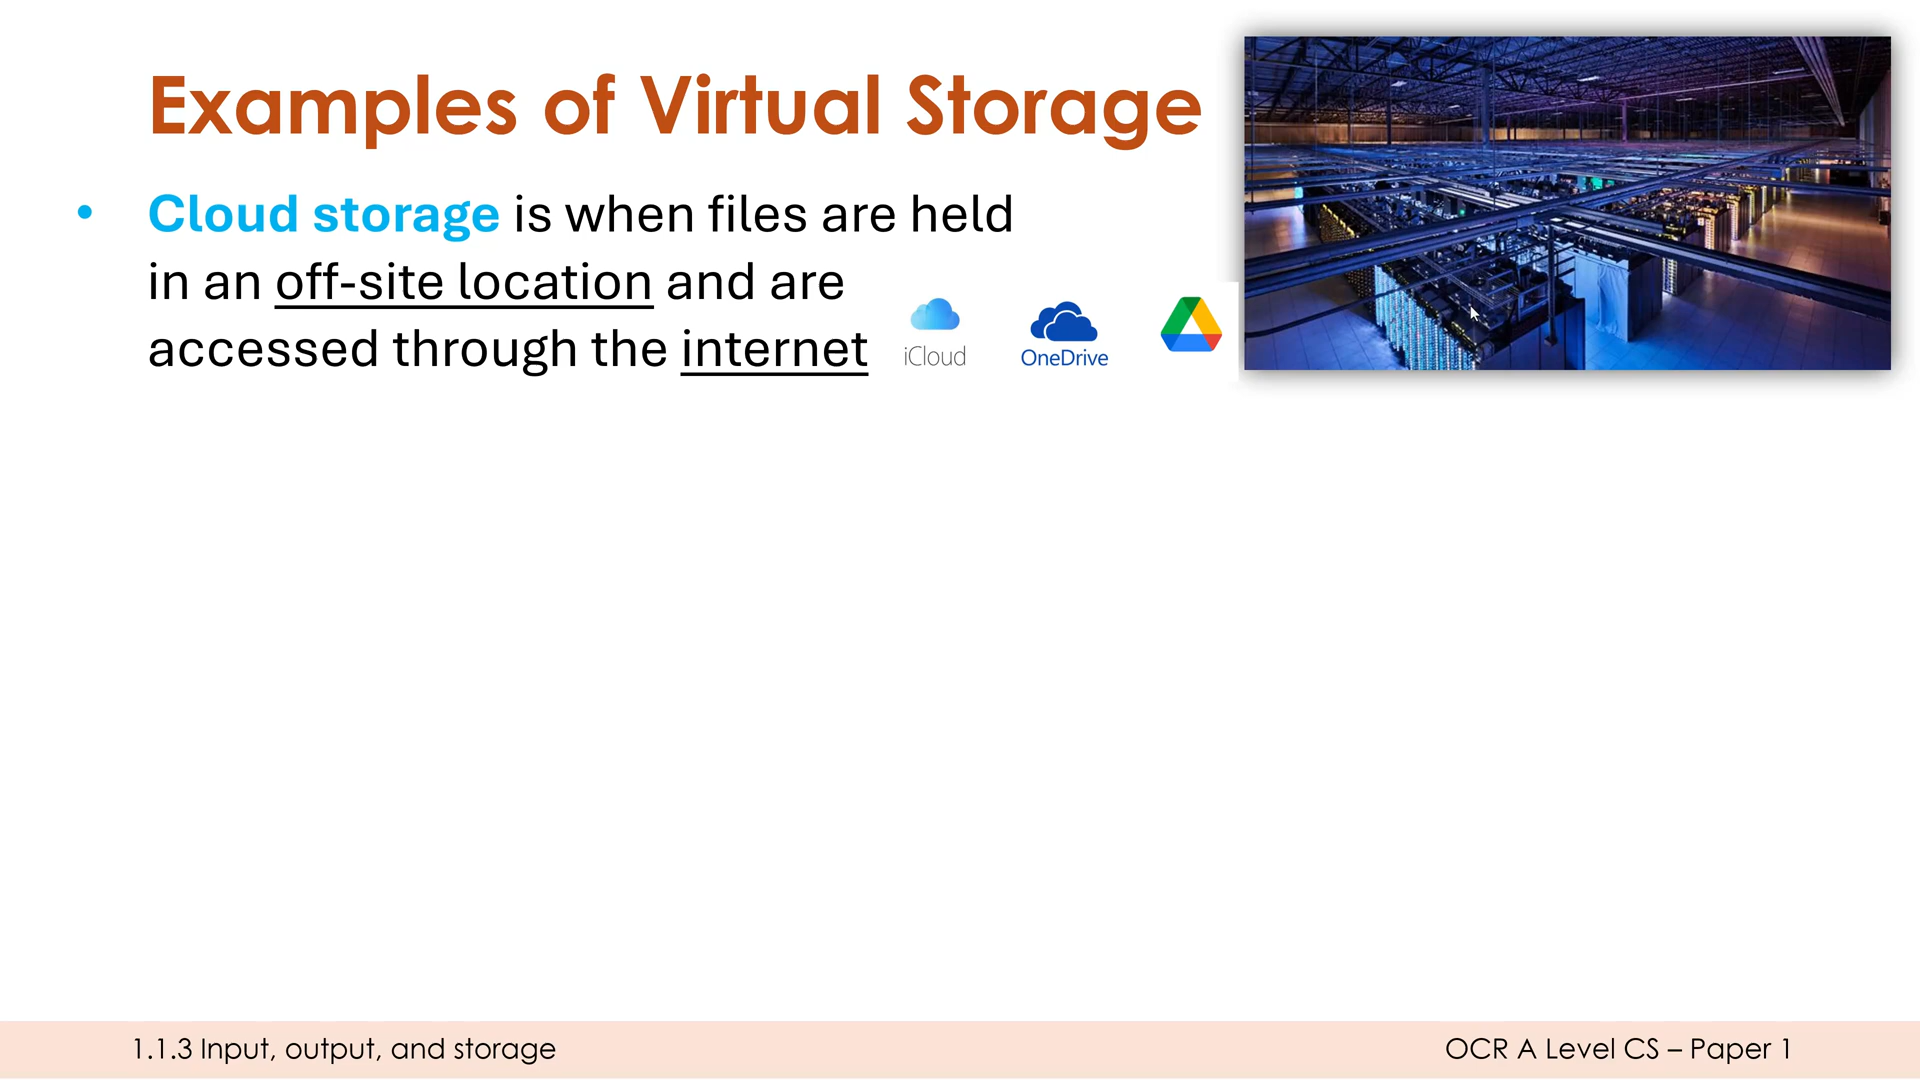 Examples of Virtual Storage
• Cloud storage is when files are held
in an off-site location and are
accessed through the internet
iCloud
OneDrive
1.1.3 Input, output, and storage
OCR A Level CS – Paper 1